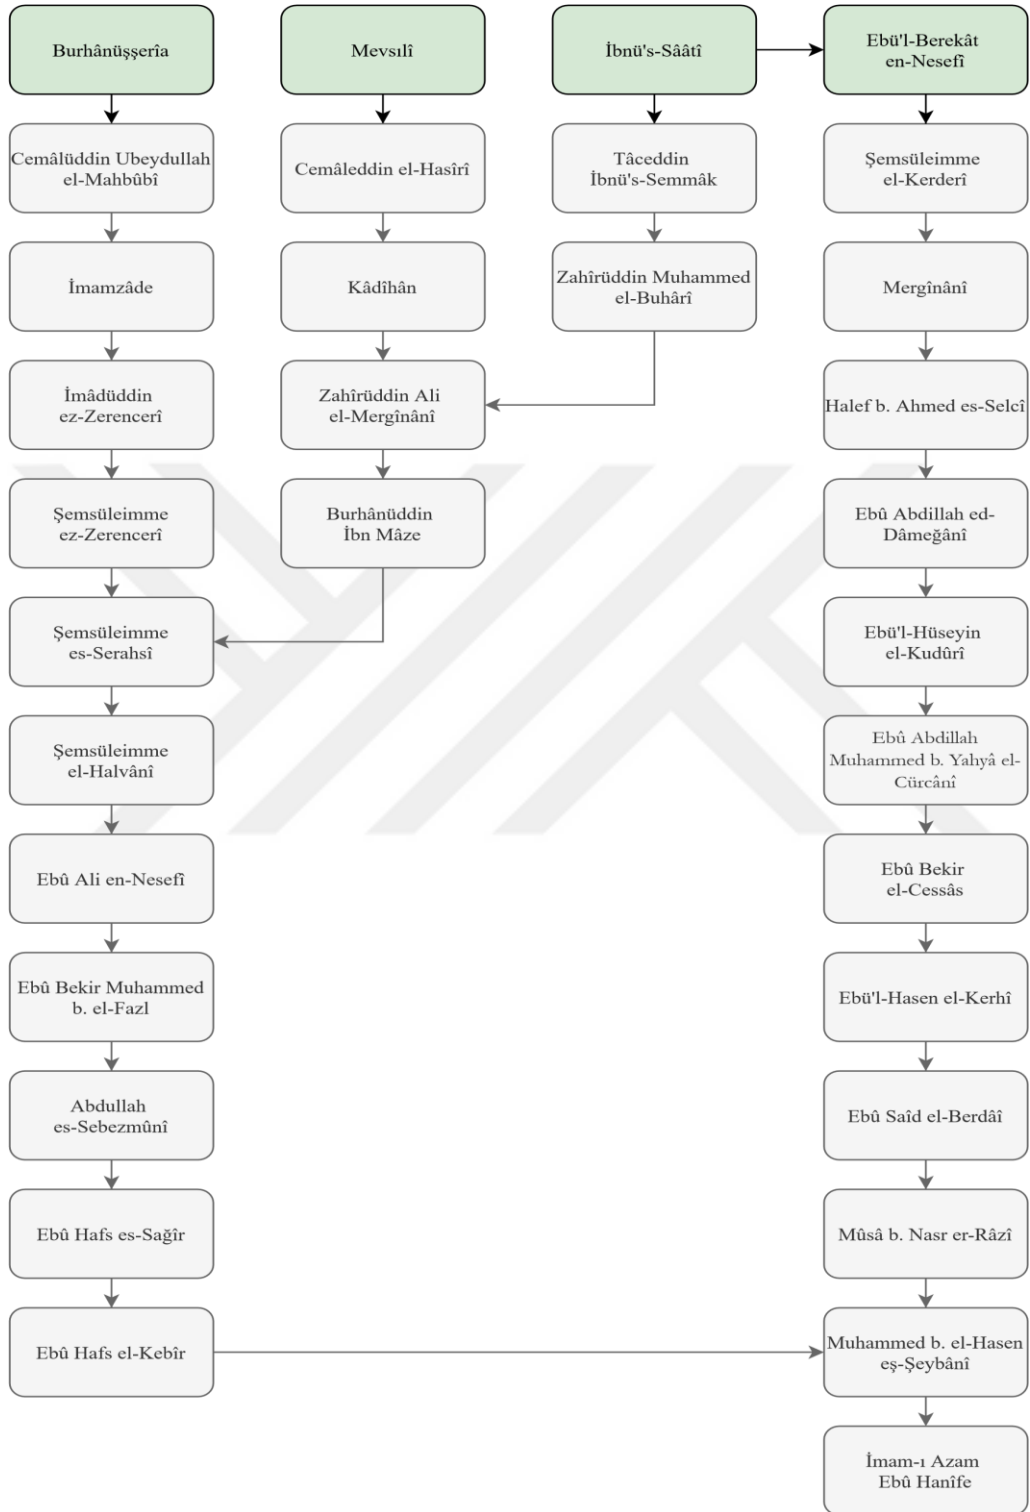 Burhânüşşerîa
Cemâlüddin Ubeydullah
el-Mahbûbî
İmamzâde
İmâdüddin
ez-Zerencerî
Şemsüleimme
ez-Zerencerî
Şemsüleimme
es-Serahsî
Şemsüleimme
el-Halvânî
Ebû Ali en-Nesefî
Ebû Bekir Muhammed
b. el-Fazl
Abdullah
es-Sebezmûnî
Ebû Hafs es-Sağîr
Ebû Hafs el-Kebîr
Mevsılî
Cemâleddin el-Hasîrî
Kâdîhân
Zahîrüddin Ali
el-Mergînânî
Burhânüddin
İbn Mâze
İbnü's-Sââtî
Tâceddin
İbnü's-Semmâk
Zahîrüddin Muhammed
el-Buhârî
Ebü'l-Berekât
en-Nesefî
Şemsüleimme
el-Kerderî
Mergînânî
Halef b. Ahmed es-Selcî
Ebû Abdillah ed-
Dâmeğânî
Ebü'l-Hüseyin
el-Kudûrî
Ebû Abdillah
Muhammed b. Yahyâ el-
Cürcânî
Ebû Bekir
el-Cessâs
Ebü'l-Hasen el-Kerhî
Ebû Saîd el-Berdâî
Mûsâ b. Nasr er-Râzî
Muhammed b. el-Hasen
eş-Şeybânî
İmam-ı Azam
Ebû Hanîfe